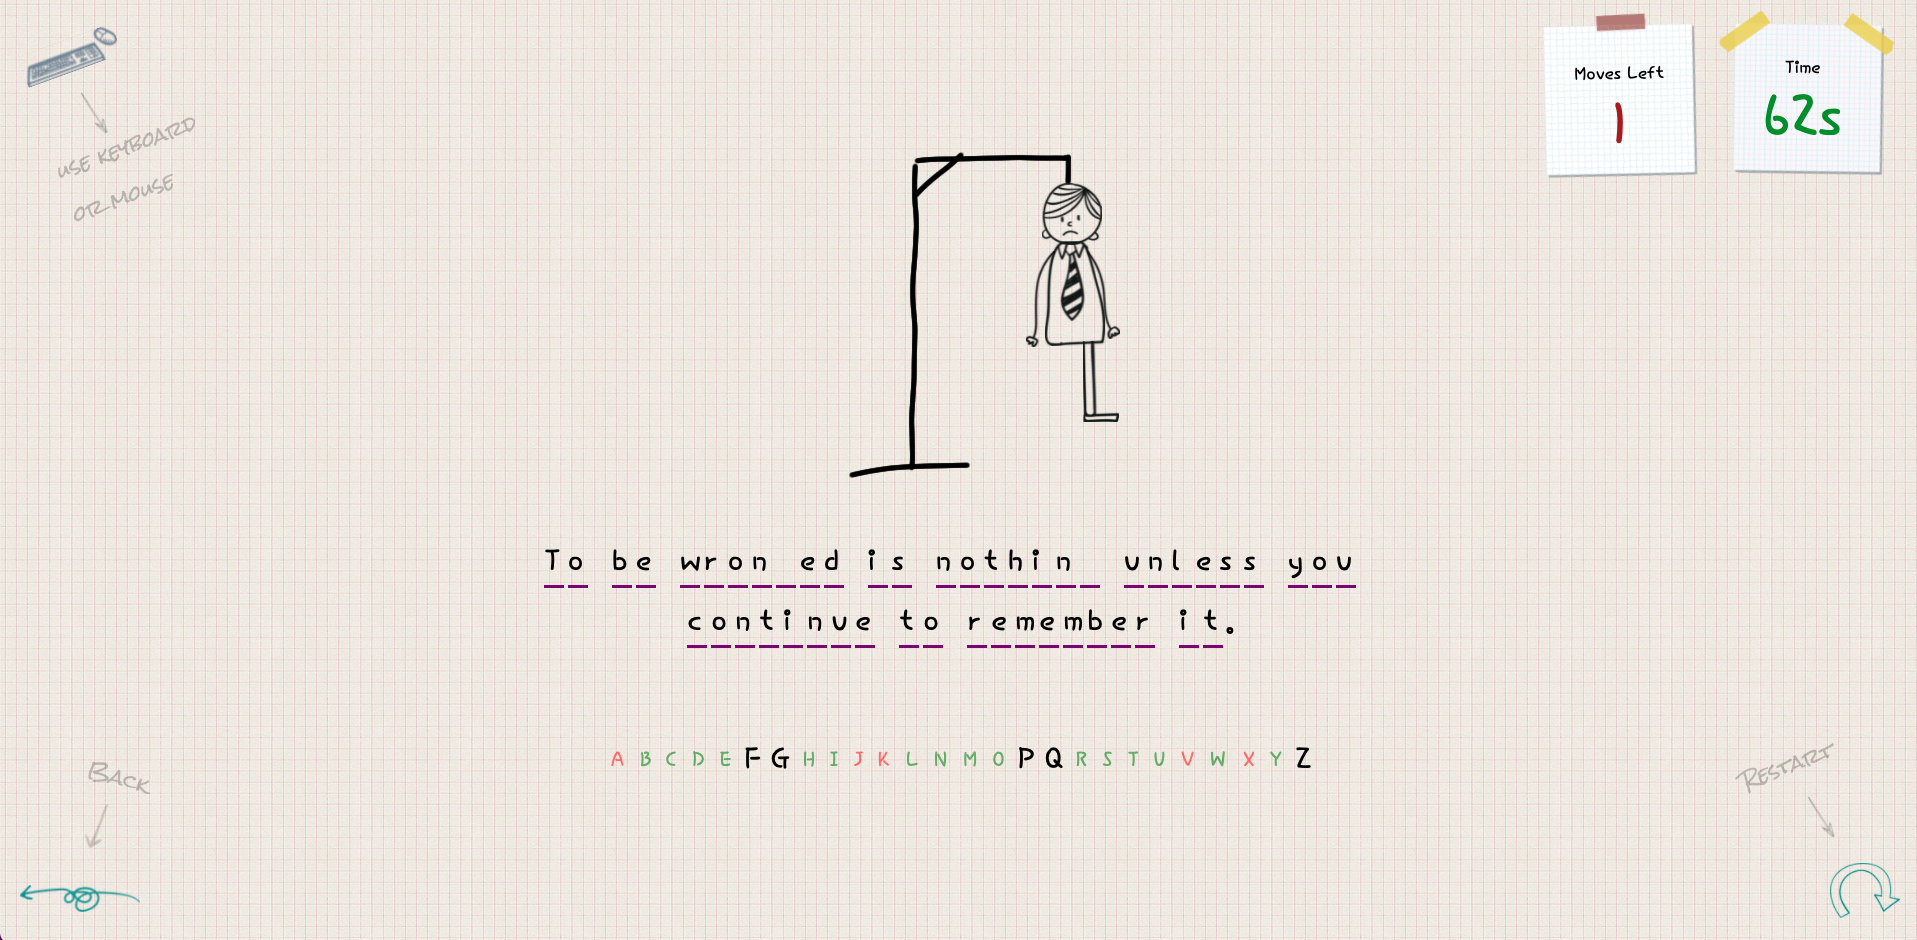 Moves Left
1
Time
62s
USE KEYBOARD
OR MOUSE
To be wron ed is nothin  unless you
continue to remember it.
A B C D E F G H I J K L N M O P Q R S T U V W X Y Z
BACK
RESTART